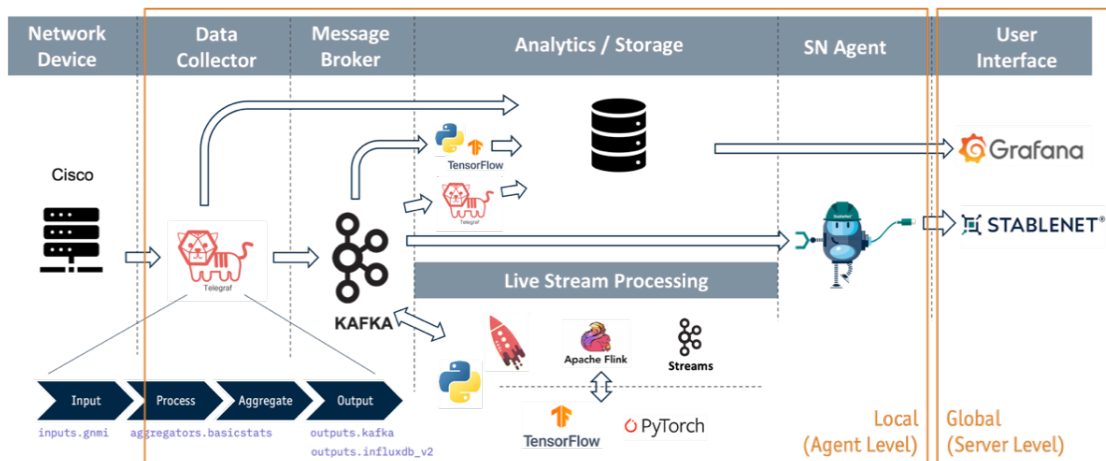 Network
Device
Data
Collector
Message
Broker
Analytics / Storage
SN Agent
User
Interface
Cisco
TensorFlow
Telegraf
Grafana
STABLENET®
Telegraf
KAFKA
Live Stream Processing
Apache Flink
Streams
TensorFlow
PyTorch
Input
Process
Aggregate
Output
inputs.gnmi
aggregators.basicstats
outputs.kafka
outputs.influxdb_v2
Local
(Agent Level)
Global
(Server Level)